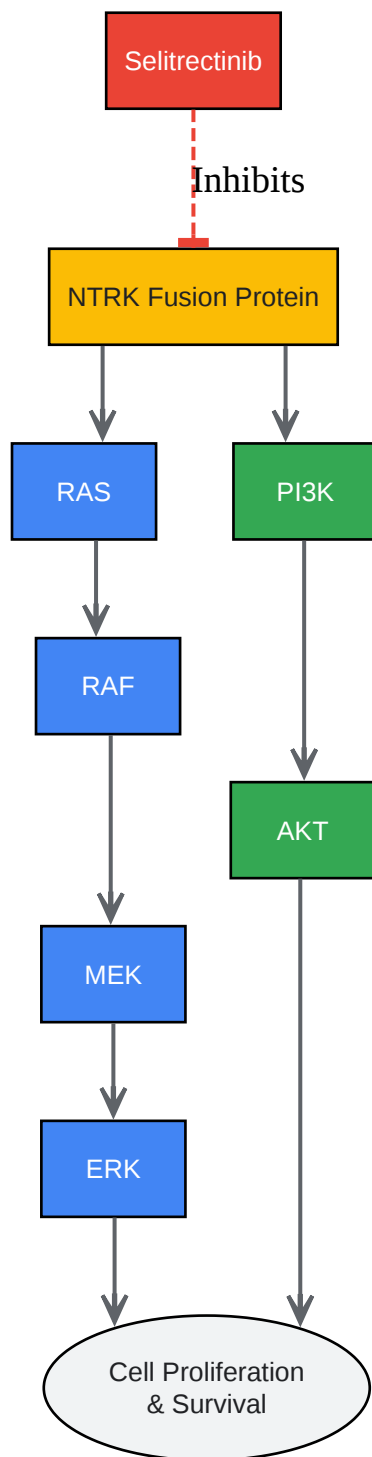 Selitrectinib
Inhibits
NTRK Fusion Protein
RAS
PI3K
RAF
AKT
MEK
ERK
Cell Proliferation
& Survival